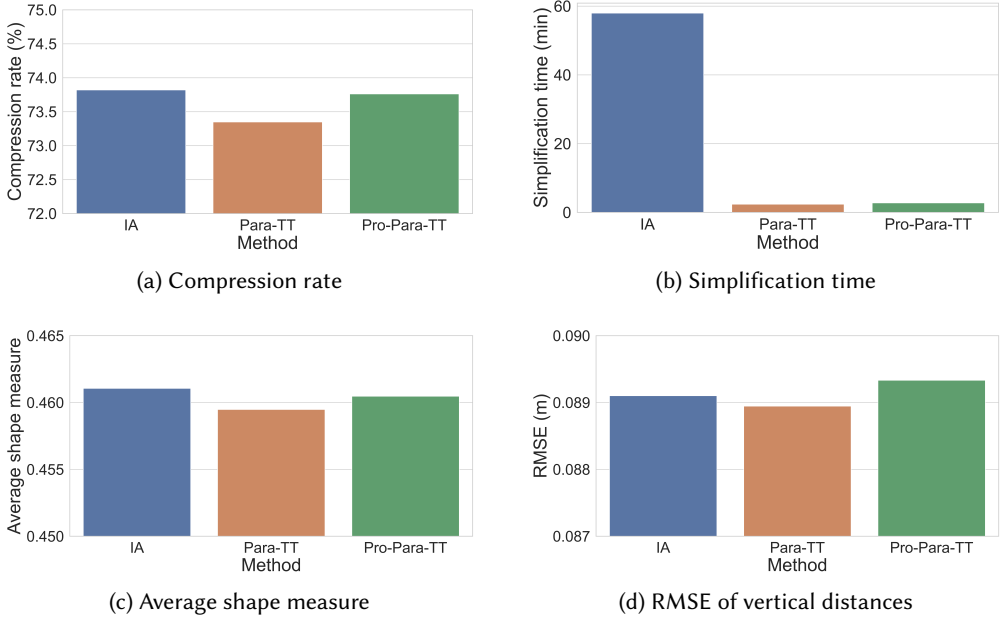 Compression rate (%)
75.0
74.5
74.0
73.5
73.0
72.5
72.0
IA Para-TT Pro-Para-TT
Method
(a) Compression rate
Simplification time (min)
60
40
20
0
IA Para-TT Pro-Para-TT
Method
(b) Simplification time
Average shape measure
0.465
0.460
0.455
0.450
IA Para-TT Pro-Para-TT
Method
(c) Average shape measure
RMSE (m)
0.090
0.089
0.088
0.087
IA Para-TT Pro-Para-TT
Method
(d) RMSE of vertical distances